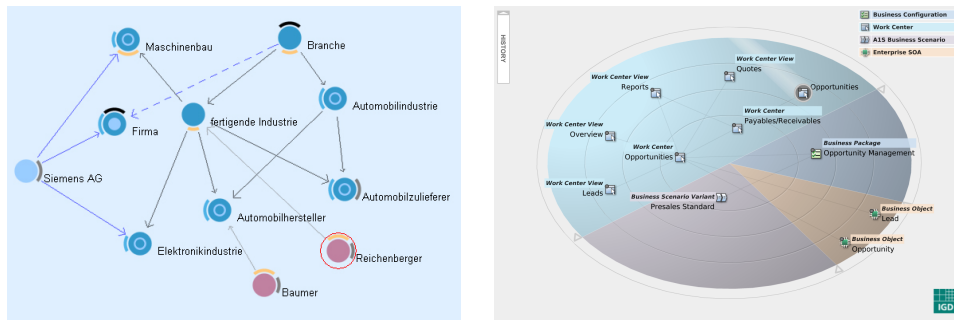 Maschinenbau
Branche
Automobilindustrie
Firma
fertigende Industrie
Siemens AG
Automobilzulieferer
Automobilhersteller
Elektronikindustrie
Reichenberger
Baumer
HISTORY
Business Configuration
Work Center
A1S Business Scenario
Enterprise SOA
Work Center View
Quotes
Work Center View
Reports
Opportunities
Work Center
Payables/Receivables
Work Center View
Overview
Work Center
Opportunities
Business Package
Opportunity Management
Work Center View
Leads
Business Scenario Variant
Presales Standard
Business Object
Lead
Business Object
Opportunity
IGD